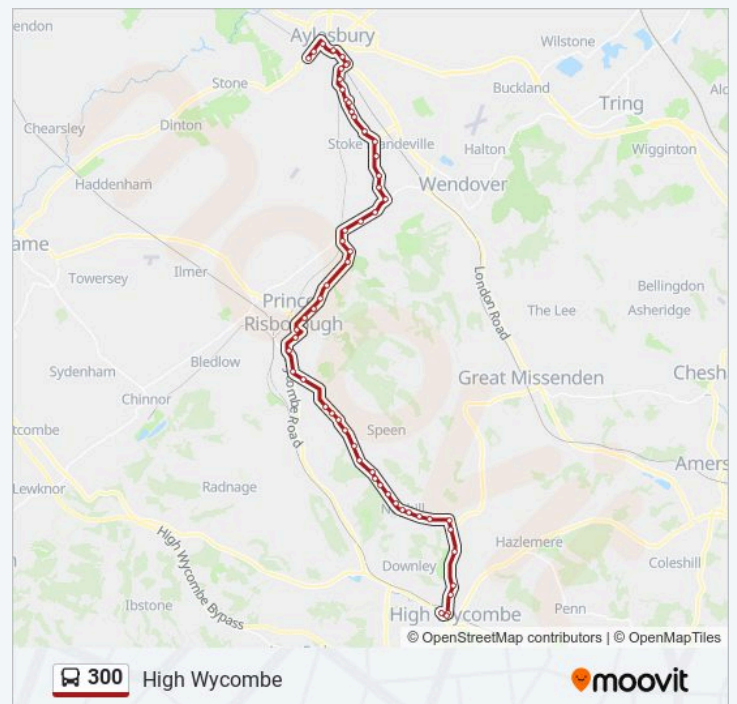 endon
Aylesbury
Wilstone
Stone
Buckland
Tring
Chearsley
Dinton
Stoke Mandeville
Halton
Wigginton
Haddenham
Wendover
ame
Towersey
Ilmer
London Road
Bellingdon
Princes
Risborough
The Lee
Asheridge
Sydenham
Bledlow
Great Missenden
Chesh
Chinnor
tcombe
Speen
Lewknor
Radnage
Amers
High Wycombe Bypass
Downley
Hazlemere
Coleshill
Ibstone
High Wycombe
Penn
© OpenStreetMap contributors | © OpenMapTiles
300 High Wycombe
moovit